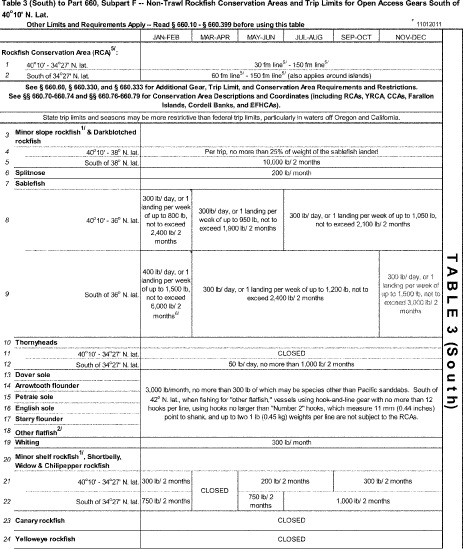 Table 3 (South) to Part 660, Subpart F -- Non-Trawl Rockfish Conservation Areas and Trip Limits for Open Access Gears South of
40°10' N. Lat.
Other Limits and Requirements Apply -- Read § 660.10 - § 660.399 before using this table
11012011
JAN-FEB MAR-APR MAY-JUN JUL-AUG SEP-OCT NOV-DEC
Rockfish Conservation Area (RCA)5/:
1 40°10' - 34°27' N. lat. 30 fm line5/ - 150 fm line5/
2 South of 34°27' N. lat. 60 fm line5/ - 150 fm line5/ (also applies around islands)
See § 660.60, § 660.330, and § 660.333 for Additional Gear, Trip Limit, and Conservation Area Requirements and Restrictions.
See §§ 660.70-660.74 and §§ 660.76-660.79 for Conservation Area Descriptions and Coordinates (including RCAs, YRCA, CCAs, Farallon
Islands, Cordell Banks, and EFHCAs).
State trip limits and seasons may be more restrictive than federal trip limits, particularly in waters off Oregon and California.
3 Minor slope rockfish1/ & Darkblotched
rockfish
4 40°10' - 38° N. lat. Per trip, no more than 25% of weight of the sablefish landed
5 South of 38° N. lat. 10,000 lb/ 2 months
6 Splitnose 200 lb/ month
7 Sablefish
8 40°10' - 36° N. lat.
300 lb/ day, or 1
landing per week
of up to 800 lb,
not to exceed
2,400 lb/ 2
months
300lb/ day, or 1 landing per week
of up to 950 lb, not to
exceed 1,900 lb/ 2 months
300 lb/ day, or 1 landing per week of up to 1,050 lb,
not to exceed 2,100 lb/ 2 months
9 South of 36° N. lat.
400 lb/ day, or 1
landing per week
of up to 1,500 lb,
not to exceed
6,000 lb/ 2
months6/
300 lb/ day, or 1 landing per week of up to 1,200 lb, not to
exceed 2,400 lb/ 2 months
300 lb/ day, or 1
landing per week
of up to 1,500 lb, not to
exceed 3,000 lb/ 2
months
10 Thornyheads
11 40°10' - 34°27' N. lat. CLOSED
12 South of 34°27' N. lat. 50 lb/ day, no more than 1,000 lb/ 2 months
13 Dover sole
14 Arrowtooth flounder
15 Petrale sole
16 English sole
17 Starry flounder
18 Other flatfish2/
3,000 lb/month, no more than 300 lb of which may be species other than Pacific sanddabs. South of
42° N. lat., when fishing for "other flatfish," vessels using hook-and-line gear with no more than 12
hooks per line, using hooks no larger than "Number 2" hooks, which measure 11 mm (0.44 inches)
point to shank, and up to two 1 lb (0.45 kg) weights per line are not subject to the RCAs.
19 Whiting 300 lb/ month
20 Minor shelf rockfish1/, Shortbelly,
Widow & Chilipepper rockfish
21 40°10' - 34°27' N. lat. 300 lb/ 2 months CLOSED 200 lb/ 2 months 300 lb/ 2 months
22 South of 34°27' N. lat. 750 lb/ 2 months 750 lb/ 2
months 1,000 lb/ 2 months
23 Canary rockfish CLOSED
24 Yelloweye rockfish CLOSED
TABLE 3 (South)